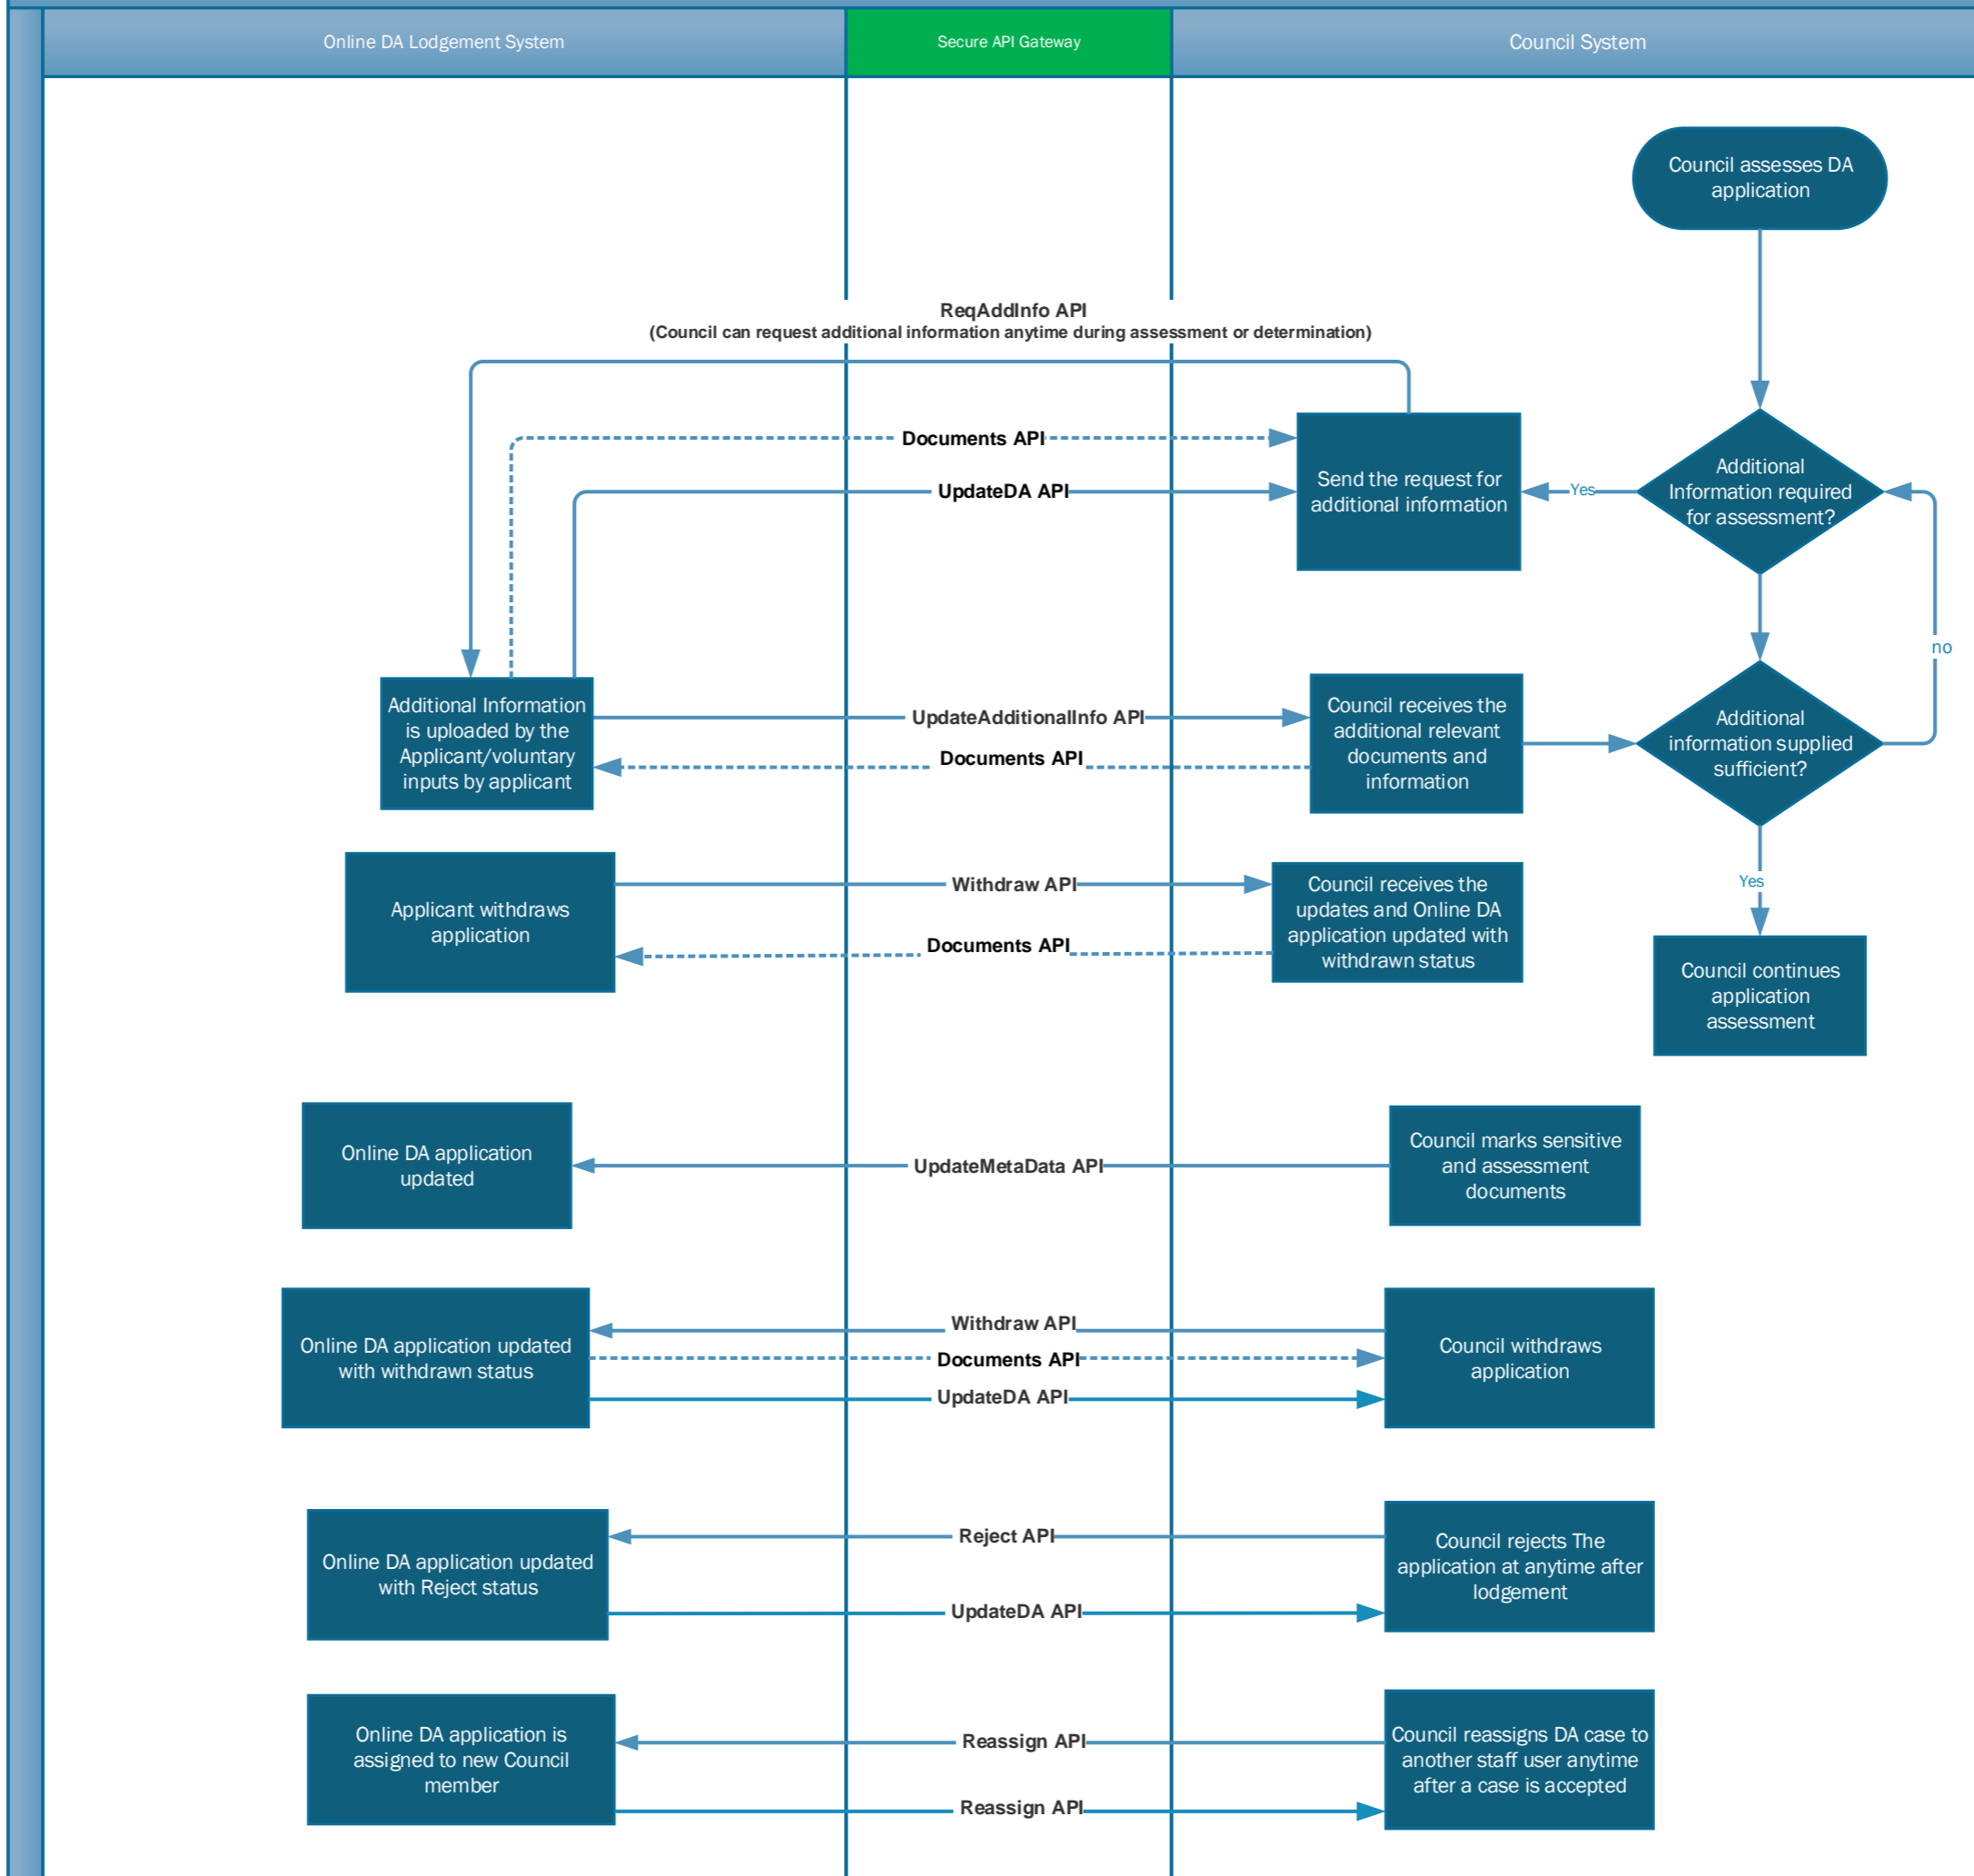 Online DA Lodgement System
Secure API Gateway
Council System
Council assesses DA
application
ReqAddInfo API
(Council can request additional information anytime during assessment or determination)
Documents API
UpdateDA API
Send the request for
additional information
Yes
Additional
Information required
for assessment?
no
Additional Information
is uploaded by the
Applicant/voluntary
inputs by applicant
UpdateAdditionalInfo API
Documents API
Council receives the
additional relevant
documents and
information
Additional
information supplied
sufficient?
Yes
Applicant withdraws
application
Withdraw API
Documents API
Council receives the
updates and Online DA
application updated with
withdrawn status
Council continues
application
assessment
Online DA application
updated
UpdateMetaData API
Council marks sensitive
and assessment
documents
Online DA application updated
with withdrawn status
Withdraw API
Documents API
UpdateDA API
Council withdraws
application
Online DA application updated
with Reject status
Reject API
UpdateDA API
Council rejects The
application at anytime after
lodgement
Online DA application is
assigned to new Council
member
Reassign API
Reassign API
Council reassigns DA case to
another staff user anytime
after a case is accepted